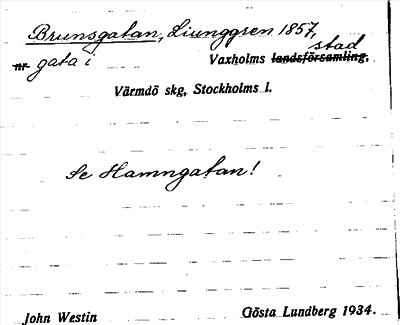 Brunsgatan, Liunggren 1857,
stad
nr gata i Vaxholms landsförsamling,
Värmdö skg, Stockholms l.
Se Hamngatan!
John Westin Gösta Lundberg 1934.